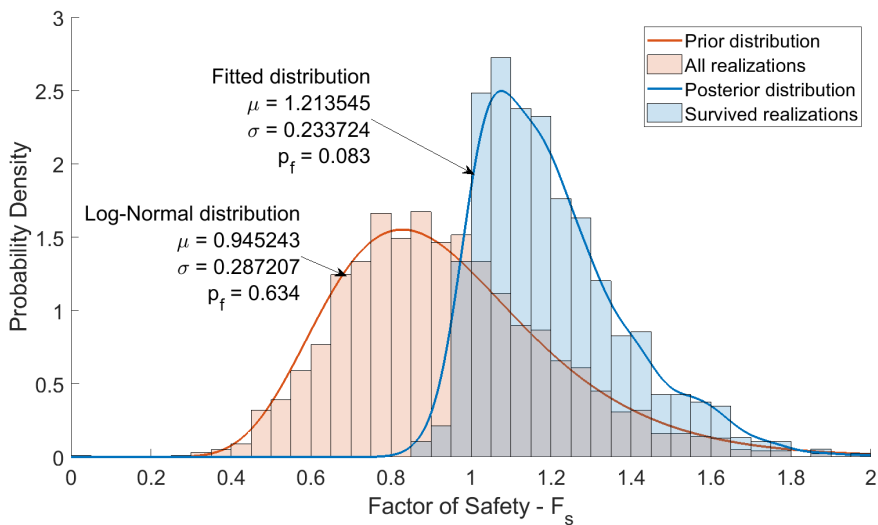 Prior distribution
All realizations
Posterior distribution
Survived realizations
Fitted distribution
μ = 1.213545
σ = 0.233724
pf = 0.083
Log-Normal distribution
μ = 0.945243
σ = 0.287207
pf = 0.634
Probability Density
3
2.5
2
1.5
1
0.5
0
0 0.2 0.4 0.6 0.8 1 1.2 1.4 1.6 1.8 2
Factor of Safety - Fs